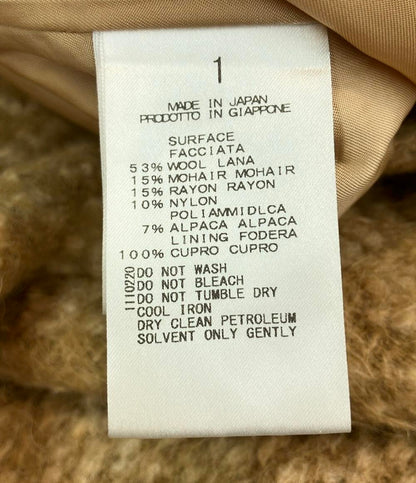 1
MADE IN JAPAN
PRODOTTO IN GIAPPONE
SURFACE
FACCIATA
53% WOOL LANA
15% MOHAIR MOHAIR
15% RAYON RAYON
10% NYLON
POLIAMMIDLCA
7% ALPACA ALPACA
LINING FODERA
100% CUPRO CUPRO
1110220
DO NOT WASH
DO NOT BLEACH
DO NOT TUMBLE DRY
COOL IRON
DRY CLEAN PETROLEUM
SOLVENT ONLY GENTLY